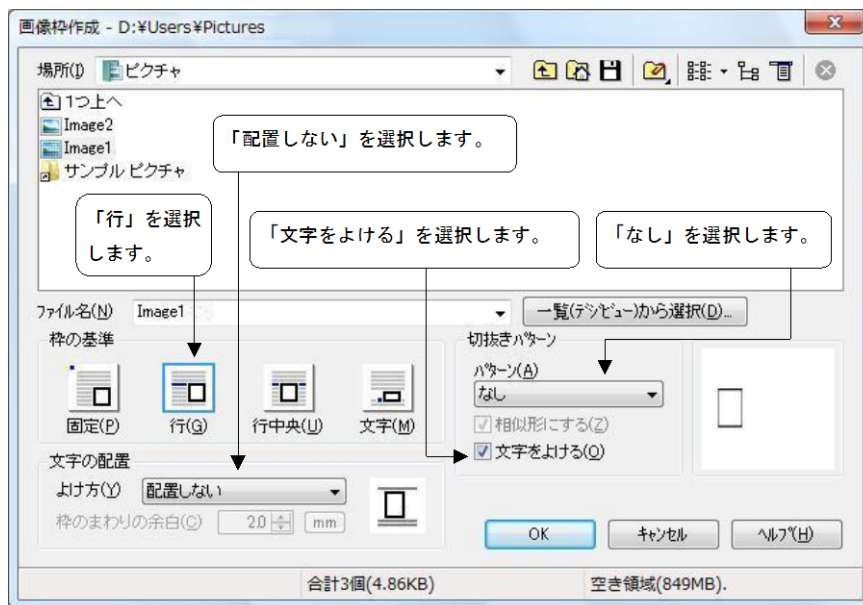 画像枠作成 - D:¥Users¥Pictures
場所(I) ピクチャ
1つ上へ
Image2
Image1
サンプル ピクチャ
「配置しない」を選択します。
「行」を選択
します。
「文字をよける」を選択します。
「なし」を選択します。
ファイル名(N) Image1 一覧(デジビュー)から選択(D)...
枠の基準
固定(P) 行(G) 行中央(U) 文字(M)
切抜きパターン
パターン(A)
なし
相似形にする(Z)
文字をよける(O)
文字の配置
よけ方(Y) 配置しない
枠のまわりの余白(C) 2.0 mm
OK キャンセル ヘルプ(H)
合計3個(4.86KB) 空き領域(849MB).